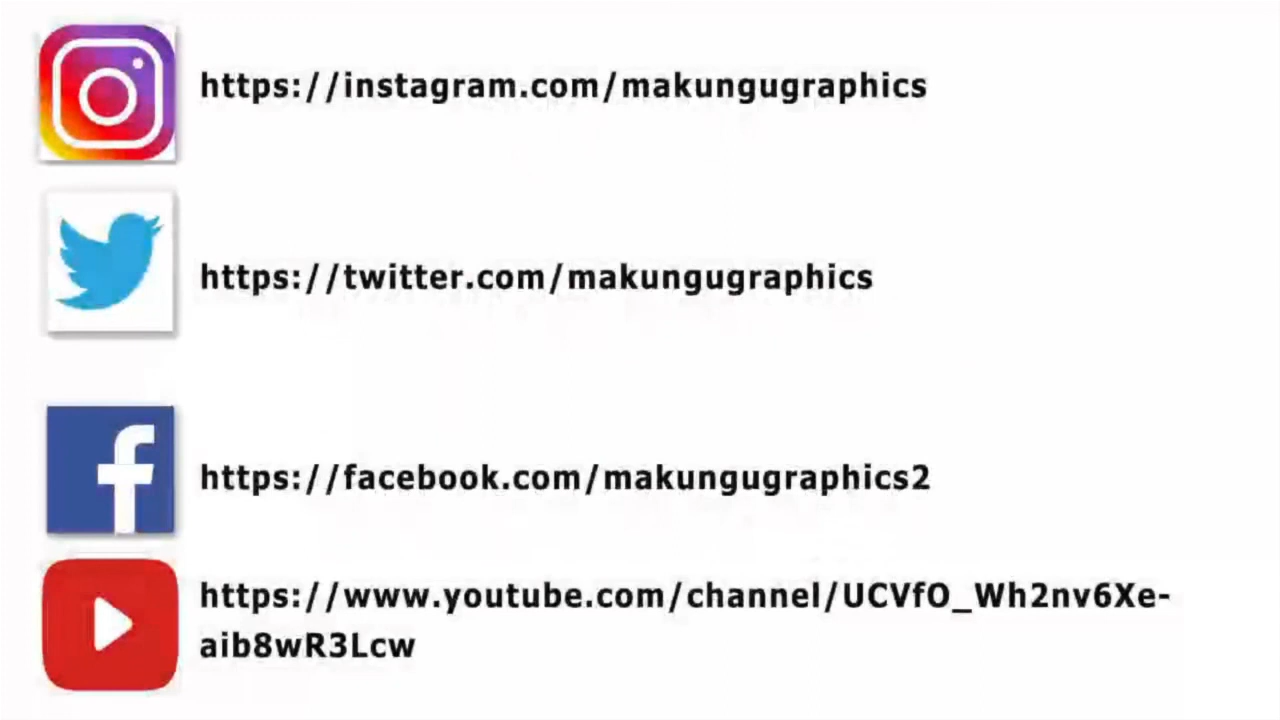 https://instagram.com/makungugraphics
https://twitter.com/makungugraphics
https://facebook.com/makungugraphics2
https://www.youtube.com/channel/UCVfO_Wh2nv6Xe-
aib8wR3Lcw